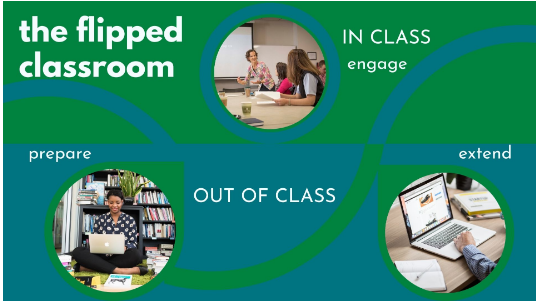 the flipped
classroom
IN CLASS
engage
prepare
extend
OUT OF CLASS